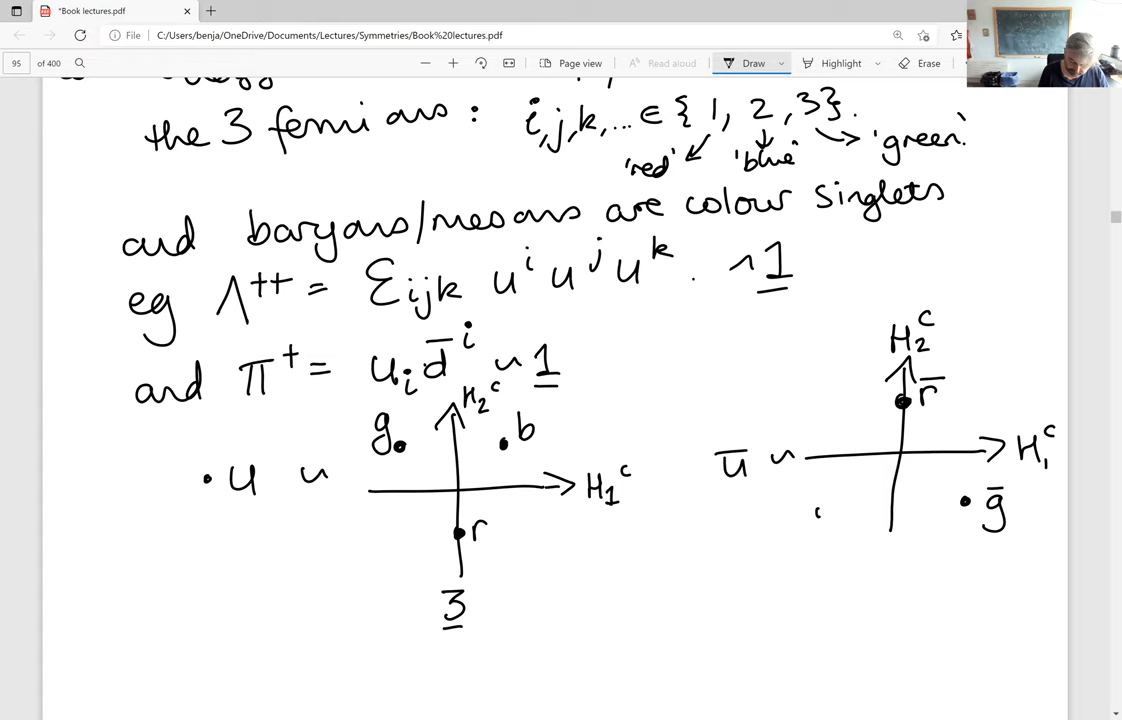 *Book lectures.pdf
File C:/Users/benja/OneDrive/Documents/Lectures/Symmetries/Book%20lectures.pdf
95 of 400 Page view Read aloud Draw Highlight Erase
the 3 fermions : i,j,k,... ∈ {1, 2, 3}.
'red' 'blue' 'green'.
and baryons/mesons are colour singlets
eg Λ⁺⁺ = Σijk uⁱ uʲ uᵏ. ~ 1
and π⁺ = uᵢ d̄ⁱ ~ 1
H₂ᶜ
r̄
H₂ᶜ
g b
u ~ H₁ᶜ
ū ~ H₁ᶜ
ḡ
r
3